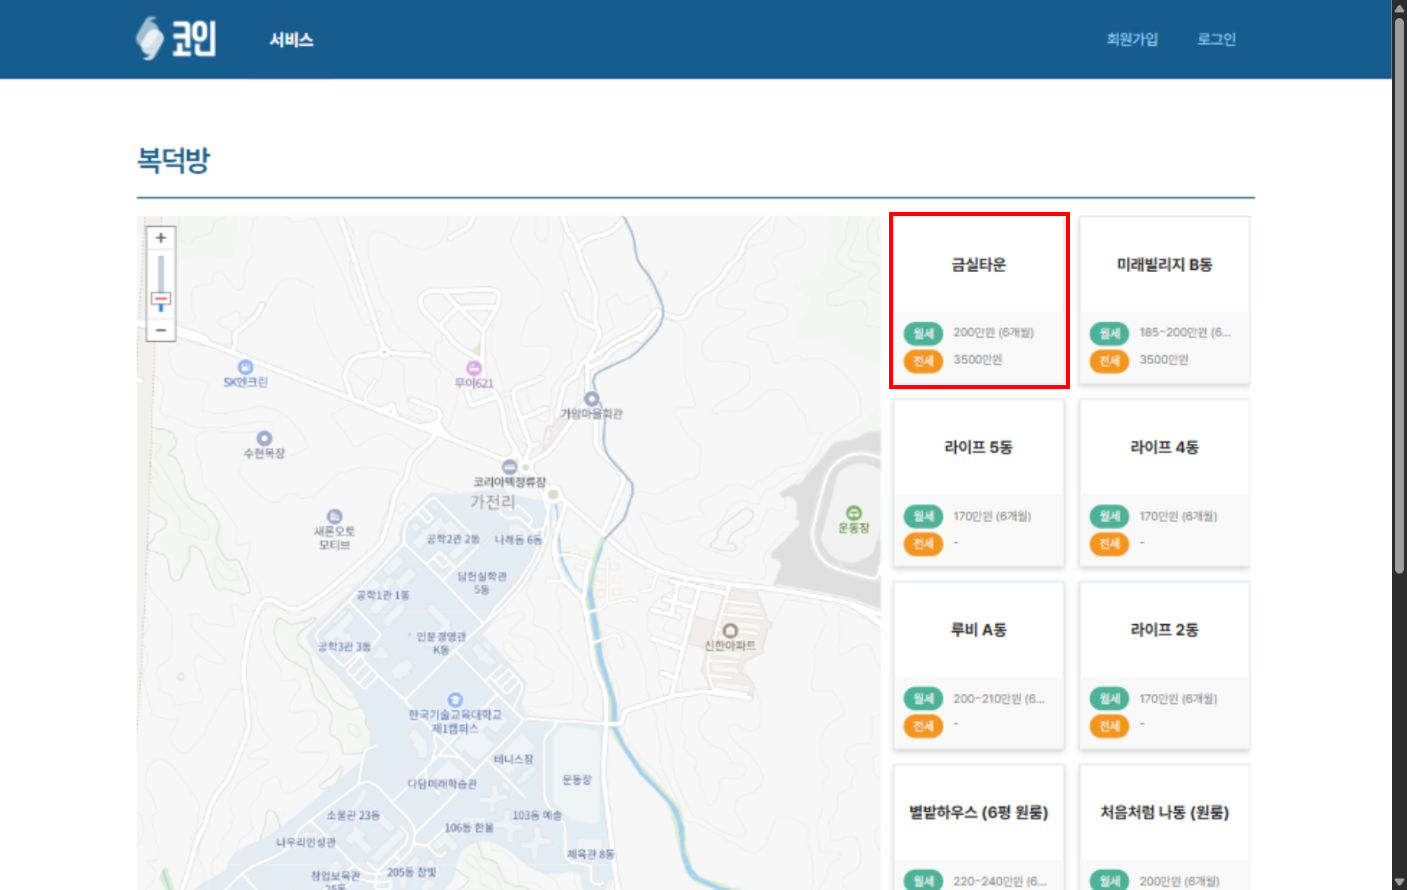 코인
서비스
회원가입
로그인
복덕방
+
−
SK엔크린
무이621
가암마을회관
수현목장
코리아텍정류장
가전리
새론오토
모티브
공학2관 2동
나래동 6동
담헌실학관
5동
공학1관 1동
인문경영관
K동
공학3관 3동
운동장
신한아파트
한국기술교육대학교
제1캠퍼스
테니스장
운동장
다담미래학습관
소울관 23동
103동 예솔
106동 한울
나우리인성관
체육관 8동
창업보육관
205동 참빛
금실타운
월세 200만원 (6개월)
전세 3500만원
미래빌리지 B동
월세 185~200만원 (6...
전세 3500만원
라이프 5동
월세 170만원 (6개월)
전세 -
라이프 4동
월세 170만원 (6개월)
전세 -
루비 A동
월세 200~210만원 (6...
전세 -
라이프 2동
월세 170만원 (6개월)
전세 -
별밭하우스 (6평 원룸)
월세 220~240만원 (6...
처음처럼 나동 (원룸)
월세 200만원 (6개월)